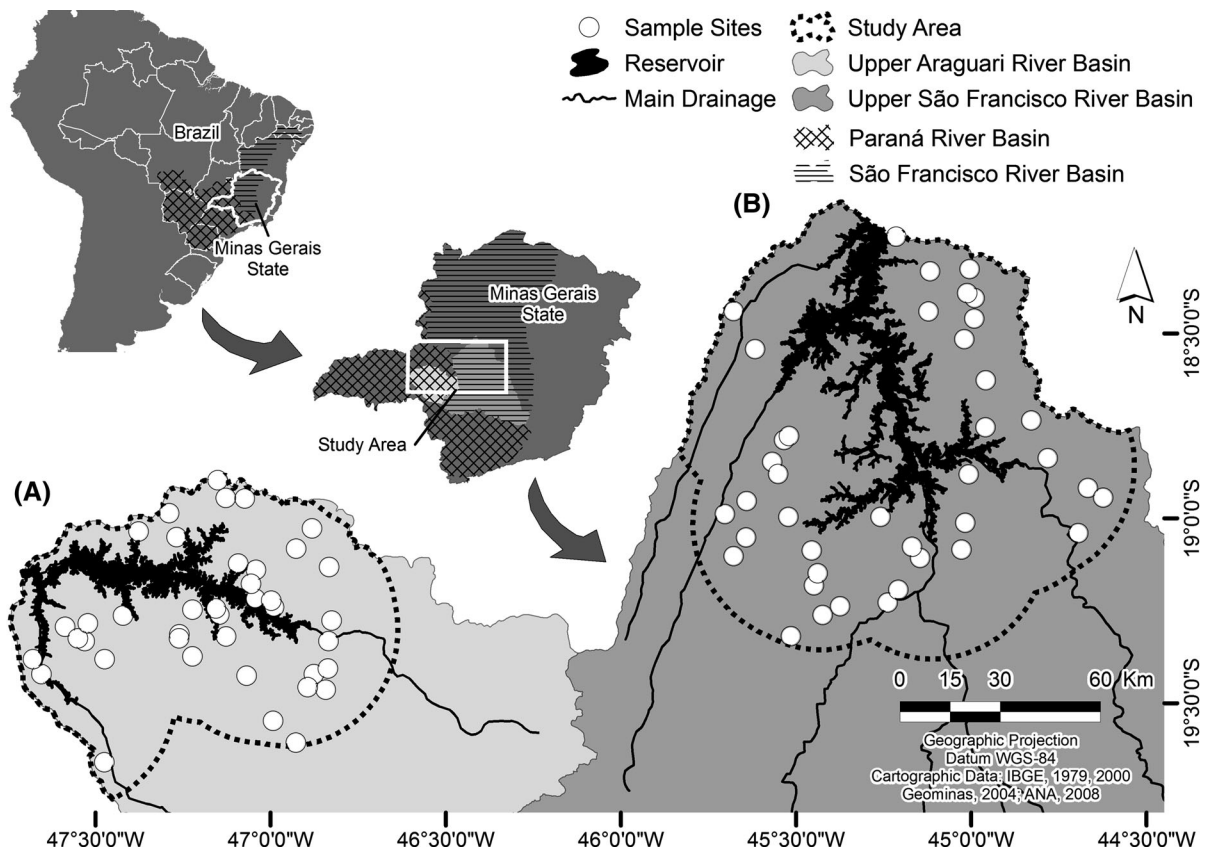 Sample Sites
Reservoir
Main Drainage
Study Area
Upper Araguari River Basin
Upper São Francisco River Basin
Paraná River Basin
São Francisco River Basin
Brazil
Minas Gerais
State
Minas Gerais
State
Study Area
(A)
(B)
N
18°30'0"S
19°0'0"S
19°30'0"S
0 15 30 60 Km
Geographic Projection
Datum WGS-84
Cartographic Data: IBGE, 1979, 2000
Geominas, 2004; ANA, 2008
47°30'0"W 47°0'0"W 46°30'0"W 46°0'0"W 45°30'0"W 45°0'0"W 44°30'0"W